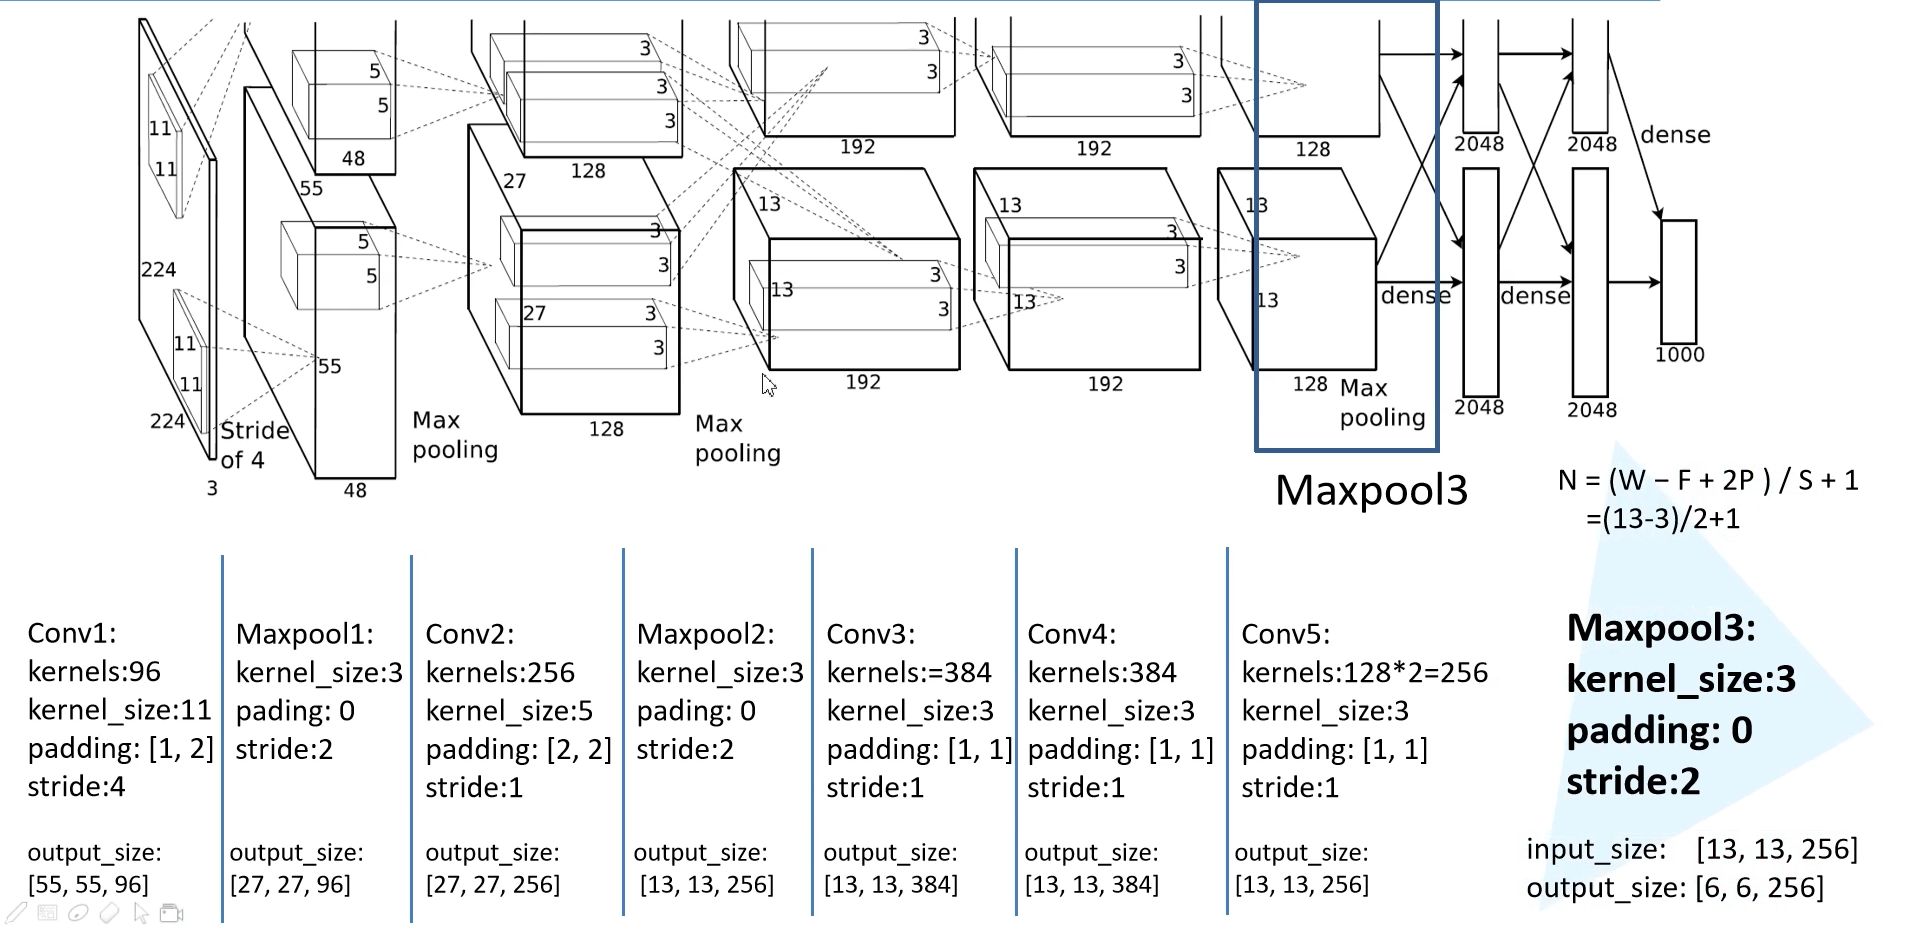 3
5
3
3
3
5
3
3
3
3
11
11
48
128
192
192
128
2048
2048
dense
55
27
13
13
13
5
5
3
3
3
3
224
3
3
13
13
13
27
3
3
dense
dense
11
11
55
1000
192
192
128
Max
pooling
2048
2048
224
Stride
of 4
Max
pooling
128
Max
pooling
3
48
Maxpool3
N = (W − F + 2P ) / S + 1
=(13-3)/2+1
Conv1:
kernels:96
kernel_size:11
padding: [1, 2]
stride:4
output_size:
[55, 55, 96]
Maxpool1:
kernel_size:3
pading: 0
stride:2
output_size:
[27, 27, 96]
Conv2:
kernels:256
kernel_size:5
padding: [2, 2]
stride:1
output_size:
[27, 27, 256]
Maxpool2:
kernel_size:3
pading: 0
stride:2
output_size:
[13, 13, 256]
Conv3:
kernels:=384
kernel_size:3
padding: [1, 1]
stride:1
output_size:
[13, 13, 384]
Conv4:
kernels:384
kernel_size:3
padding: [1, 1]
stride:1
output_size:
[13, 13, 384]
Conv5:
kernels:128*2=256
kernel_size:3
padding: [1, 1]
stride:1
output_size:
[13, 13, 256]
Maxpool3:
kernel_size:3
padding: 0
stride:2
input_size: [13, 13, 256]
output_size: [6, 6, 256]